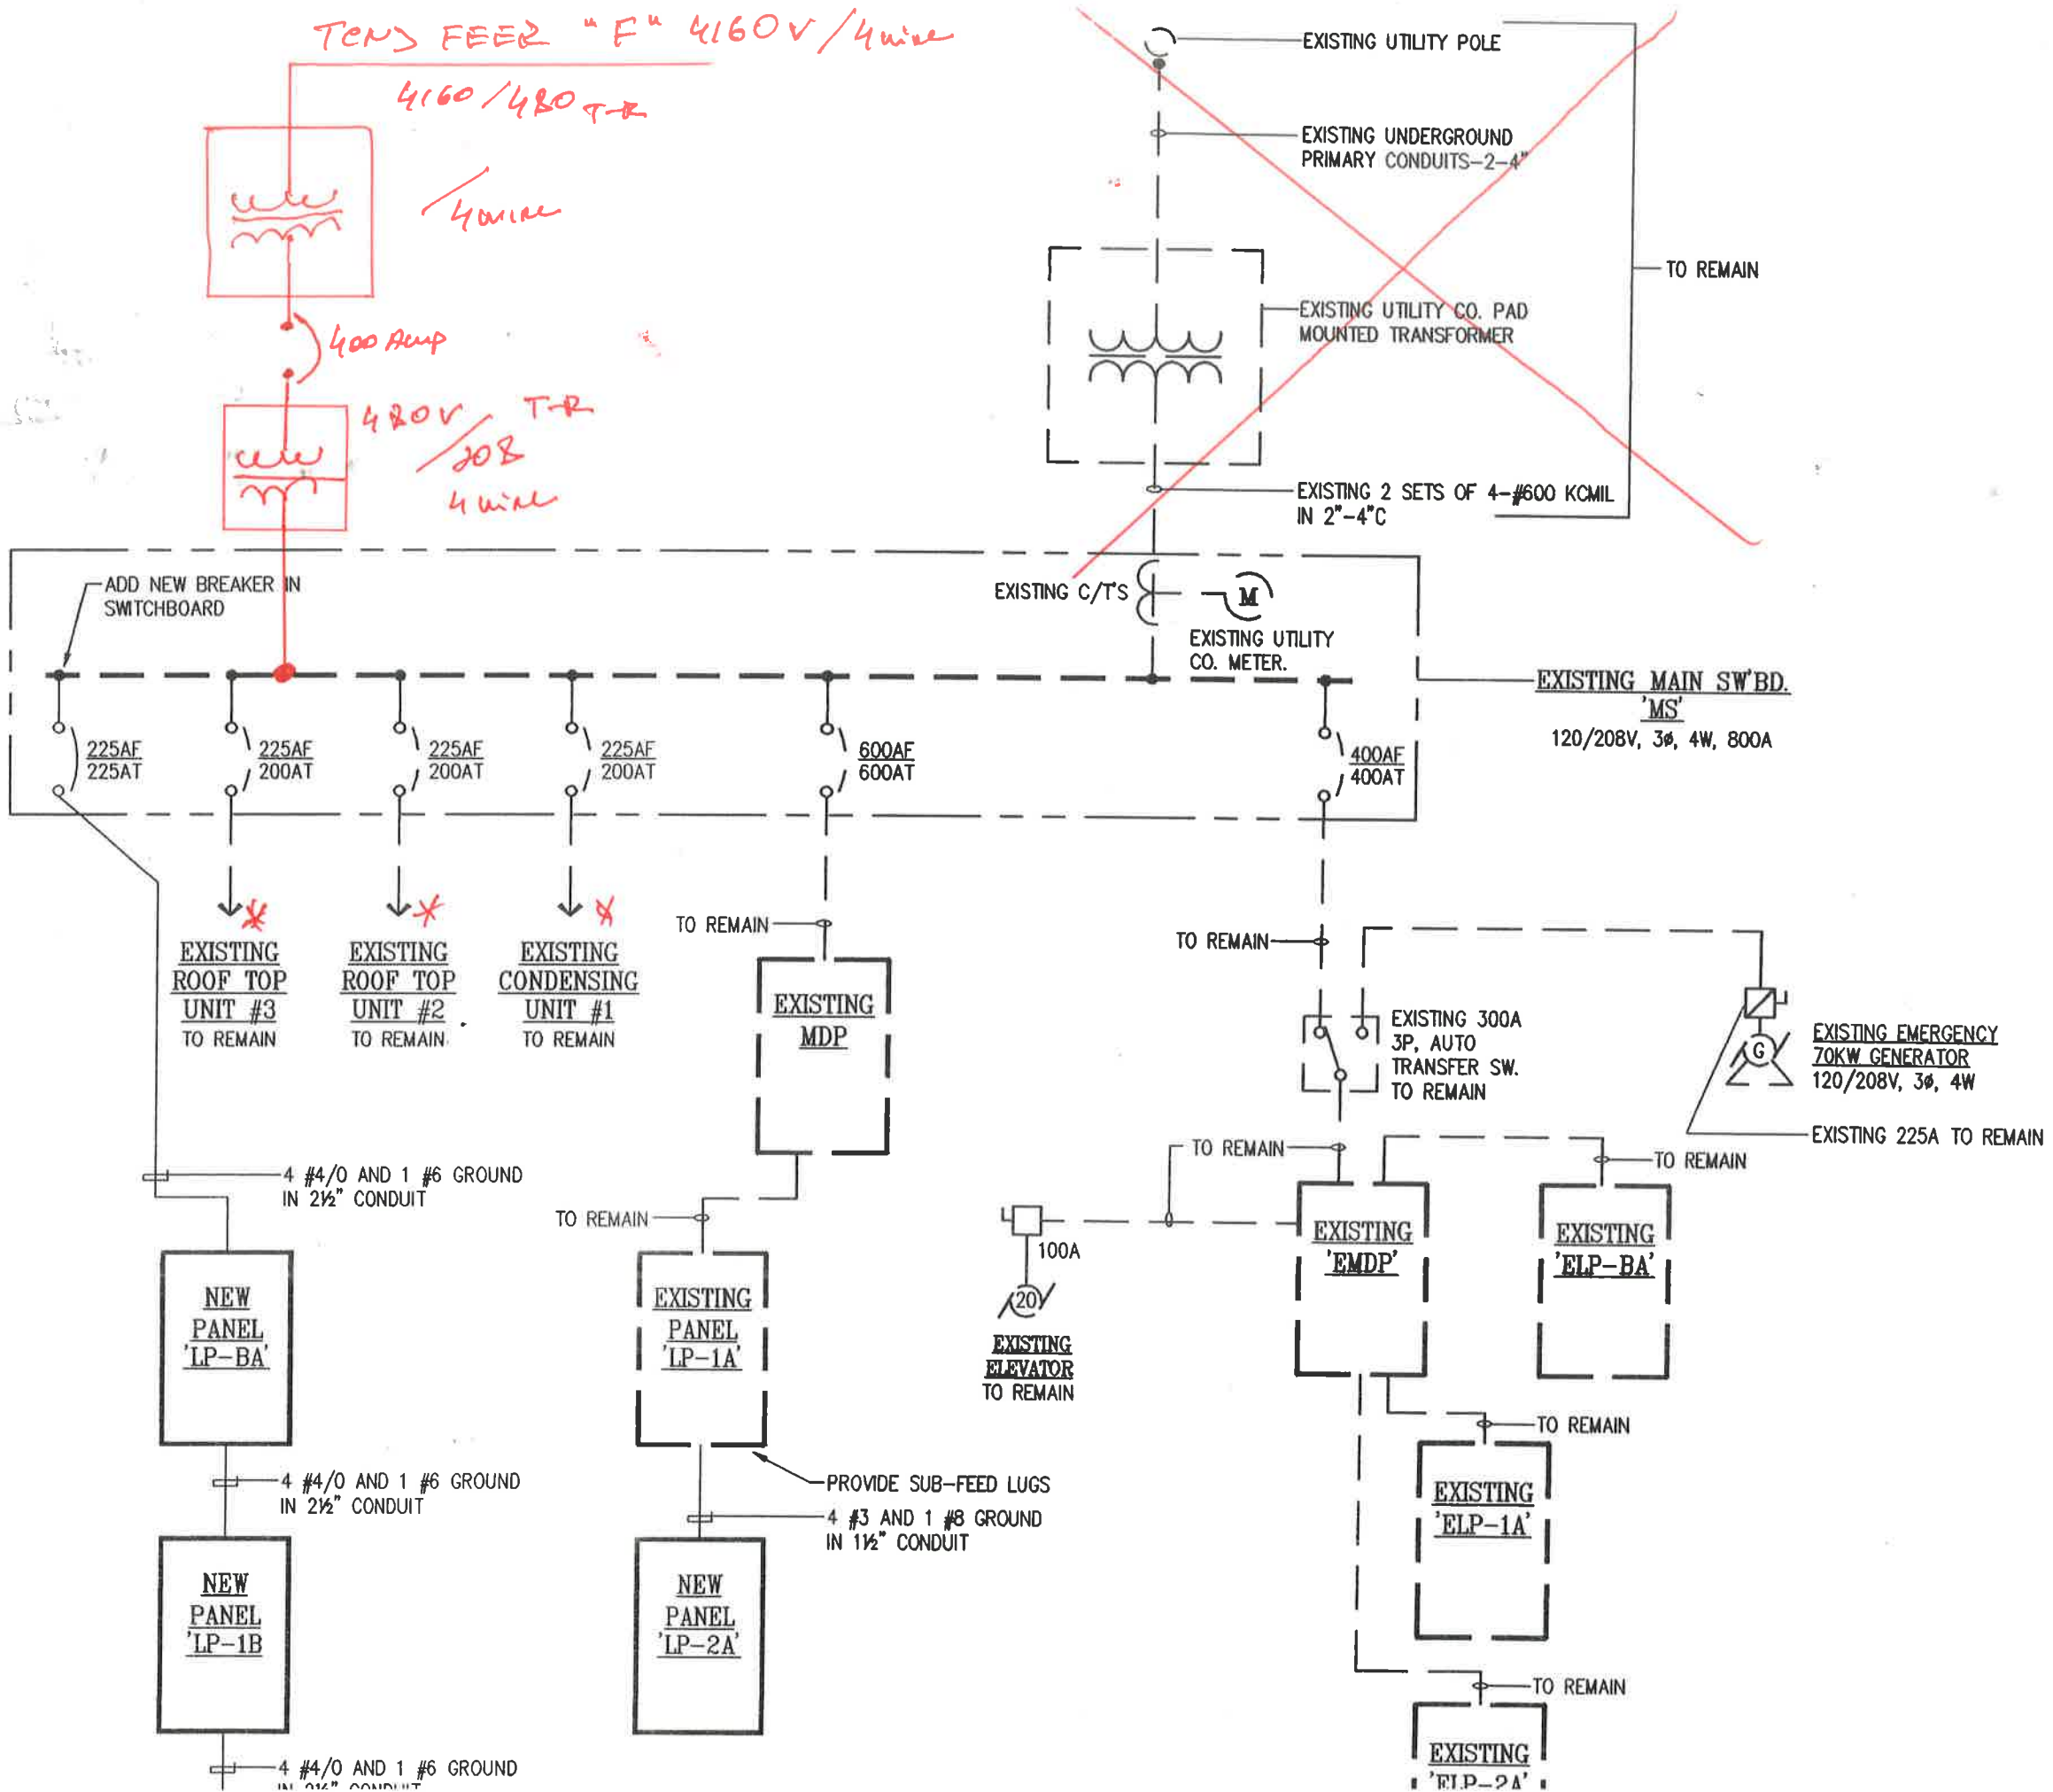 TENS FEEZ "E" 4160V/4wire
4160/480 T-R
/4wire
400 Amp
480V/ T-R
208
4 wire
EXISTING UTILITY POLE
EXISTING UNDERGROUND
PRIMARY CONDUITS-2-4"
TO REMAIN
EXISTING UTILITY CO. PAD
MOUNTED TRANSFORMER
EXISTING 2 SETS OF 4-#600 KCMIL
IN 2"-4"C
ADD NEW BREAKER IN
SWITCHBOARD
EXISTING C/T'S
M
EXISTING UTILITY
CO. METER.
EXISTING MAIN SW'BD.
'MS'
120/208V, 3ø, 4W, 800A
225AF
225AT
225AF
200AT
225AF
200AT
225AF
200AT
600AF
600AT
400AF
400AT
EXISTING
ROOF TOP
UNIT #3
TO REMAIN
EXISTING
ROOF TOP
UNIT #2
TO REMAIN
EXISTING
CONDENSING
UNIT #1
TO REMAIN
TO REMAIN
EXISTING
MDP
TO REMAIN
EXISTING 300A
3P, AUTO
TRANSFER SW.
TO REMAIN
G
EXISTING EMERGENCY
70KW GENERATOR
120/208V, 3ø, 4W
EXISTING 225A TO REMAIN
4 #4/0 AND 1 #6 GROUND
IN 2½" CONDUIT
TO REMAIN
TO REMAIN
TO REMAIN
NEW
PANEL
'LP-BA'
EXISTING
PANEL
'LP-1A'
100A
20
EXISTING
ELEVATOR
TO REMAIN
EXISTING
'EMDP'
EXISTING
'ELP-BA'
TO REMAIN
4 #4/0 AND 1 #6 GROUND
IN 2½" CONDUIT
PROVIDE SUB-FEED LUGS
4 #3 AND 1 #8 GROUND
IN 1½" CONDUIT
EXISTING
'ELP-1A'
NEW
PANEL
'LP-1B
NEW
PANEL
'LP-2A'
TO REMAIN
4 #4/0 AND 1 #6 GROUND
IN 2½" CONDUIT
EXISTING
'ELP-2A'